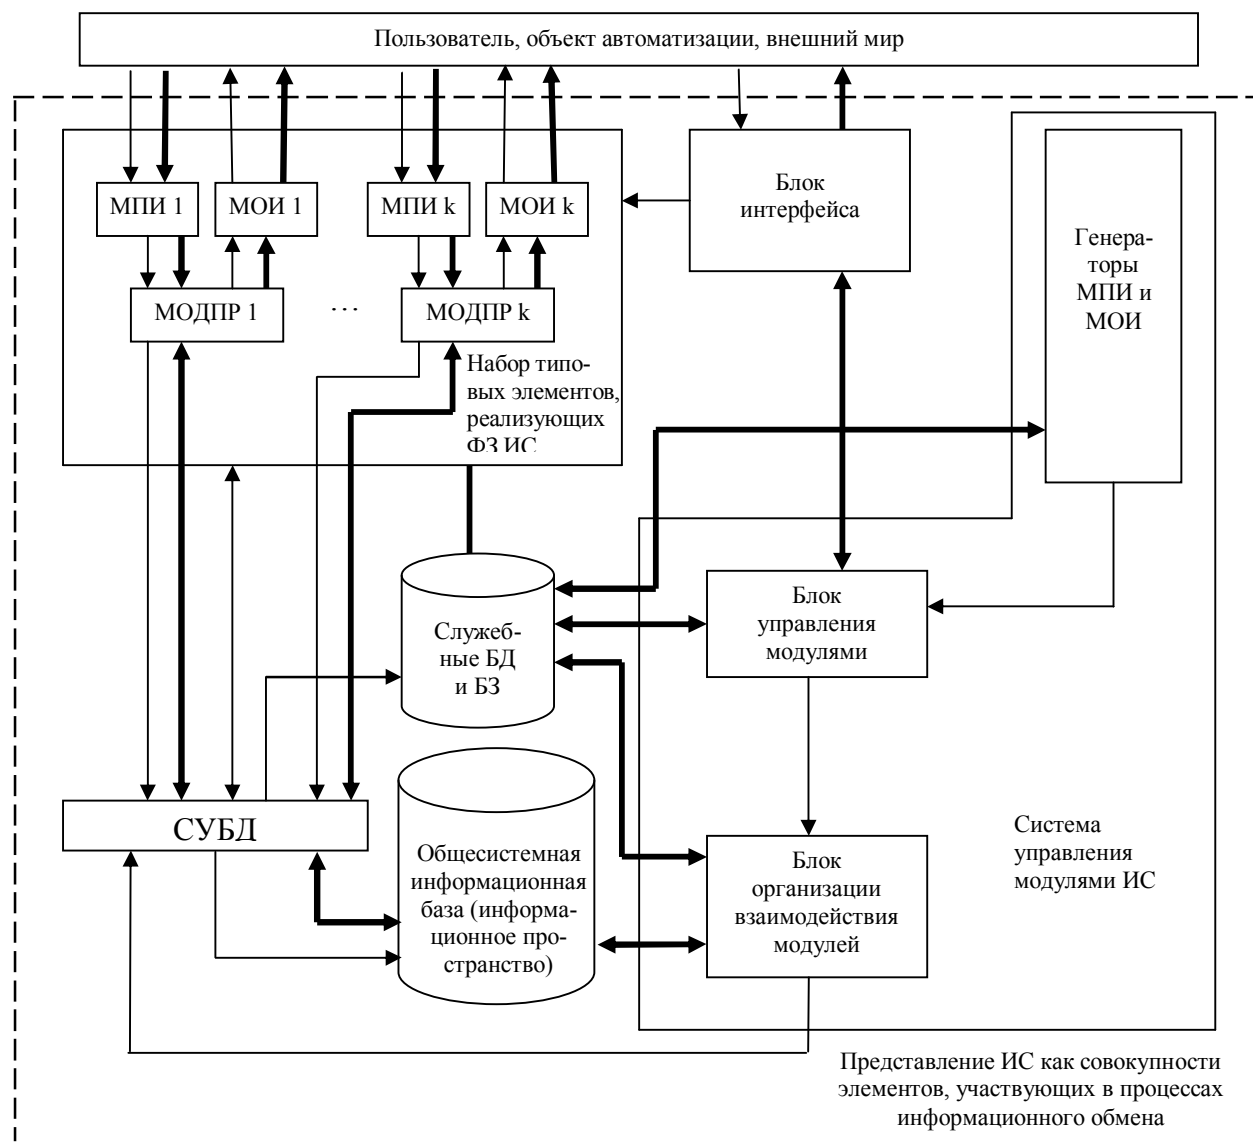 Пользователь, объект автоматизации, внешний мир
МПИ 1
МОИ 1
МПИ k
МОИ k
МОДПР 1
...
МОДПР k
Набор типо-
вых элементов,
реализующих
ФЗ ИС
Блок
интерфейса
Генера-
торы
МПИ и
МОИ
Служеб-
ные БД
и БЗ
Блок
управления
модулями
СУБД
Общесистемная
информационная
база (информа-
ционное про-
странство)
Блок
организации
взаимодействия
модулей
Система
управления
модулями ИС
Представление ИС как совокупности
элементов, участвующих в процессах
информационного обмена